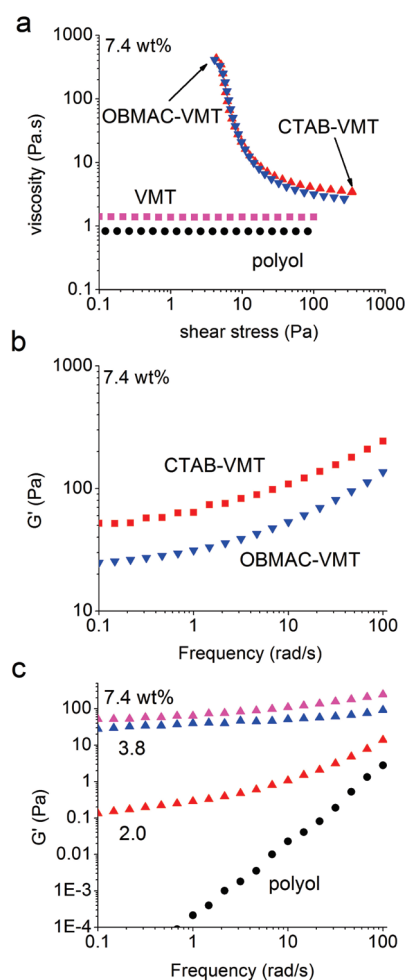 a
7.4 wt%
1000
100
10
1
0.1
OBMAC-VMT
CTAB-VMT
VMT
polyol
viscosity (Pa.s)
0.1 1 10 100 1000
shear stress (Pa)
b
7.4 wt%
1000
100
10
CTAB-VMT
OBMAC-VMT
G' (Pa)
0.1 1 10 100
Frequency (rad/s)
c
7.4 wt%
100
10
1
0.1
0.01
1E-3
1E-4
3.8
2.0
polyol
G' (Pa)
0.1 1 10 100
Frequency (rad/s)